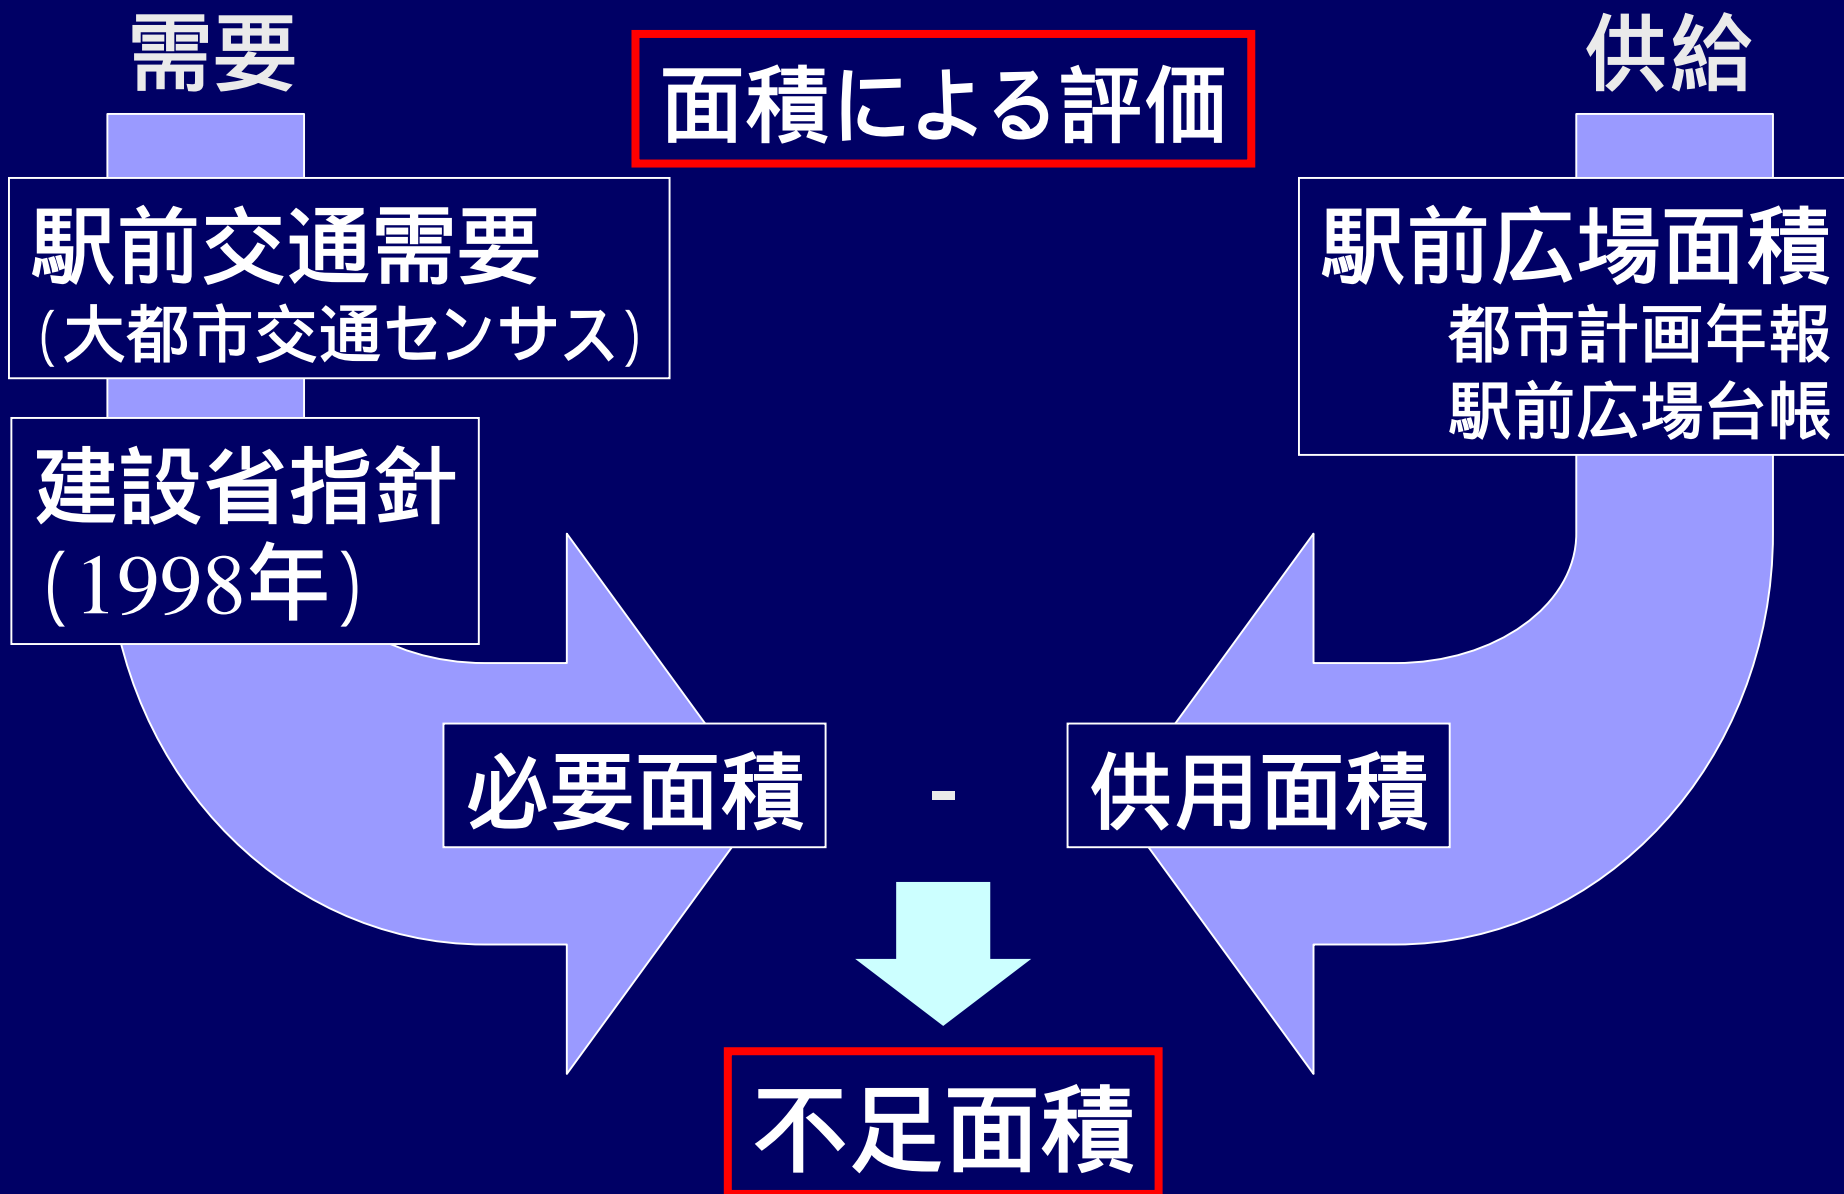 需要
面積による評価
供給
駅前交通需要
(大都市交通センサス)
建設省指針
(1998年)
駅前広場面積
都市計画年報
駅前広場台帳
必要面積
-
供用面積
不足面積